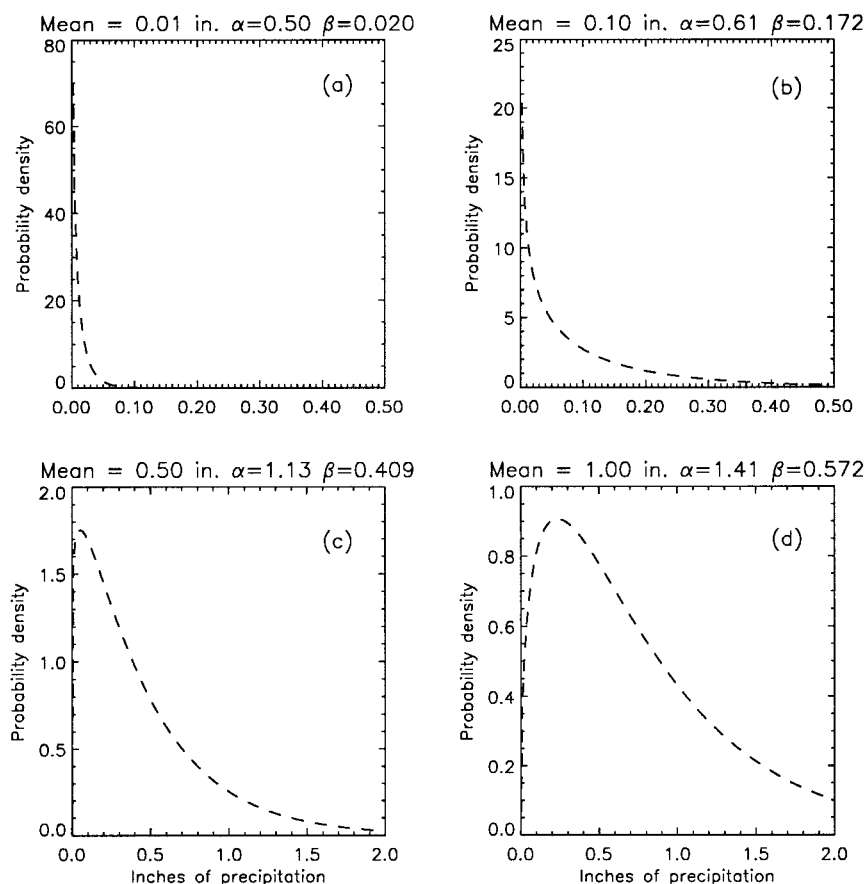 Mean = 0.01 in. α=0.50 β=0.020
80
60
40
20
0
Probability density
(a)
0.00 0.10 0.20 0.30 0.40 0.50
Mean = 0.10 in. α=0.61 β=0.172
25
20
15
10
5
0
Probability density
(b)
0.00 0.10 0.20 0.30 0.40 0.50
Mean = 0.50 in. α=1.13 β=0.409
2.0
1.5
1.0
0.5
0.0
Probability density
(c)
0.0 0.5 1.0 1.5 2.0
Inches of precipitation
Mean = 1.00 in. α=1.41 β=0.572
1.0
0.8
0.6
0.4
0.2
0.0
Probability density
(d)
0.0 0.5 1.0 1.5 2.0
Inches of precipitation